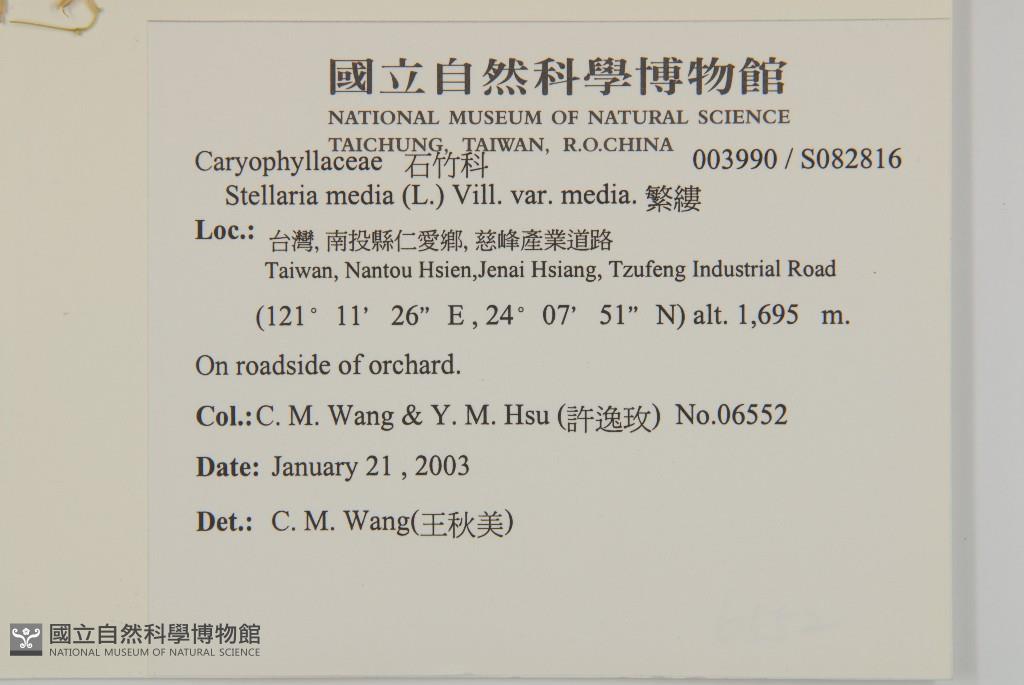 國立自然科學博物館
NATIONAL MUSEUM OF NATURAL SCIENCE
TAICHUNG, TAIWAN, R.O.CHINA
Caryophyllaceae 石竹科 003990 / S082816
Stellaria media (L.) Vill. var. media. 繁縷
Loc.: 台灣, 南投縣仁愛鄉, 慈峰產業道路
Taiwan, Nantou Hsien,Jenai Hsiang, Tzufeng Industrial Road
(121° 11’ 26” E , 24° 07’ 51” N) alt. 1,695 m.
On roadside of orchard.
Col.: C. M. Wang & Y. M. Hsu (許逸玫) No.06552
Date: January 21 , 2003
Det.: C. M. Wang(王秋美)
國立自然科學博物館
NATIONAL MUSEUM OF NATURAL SCIENCE